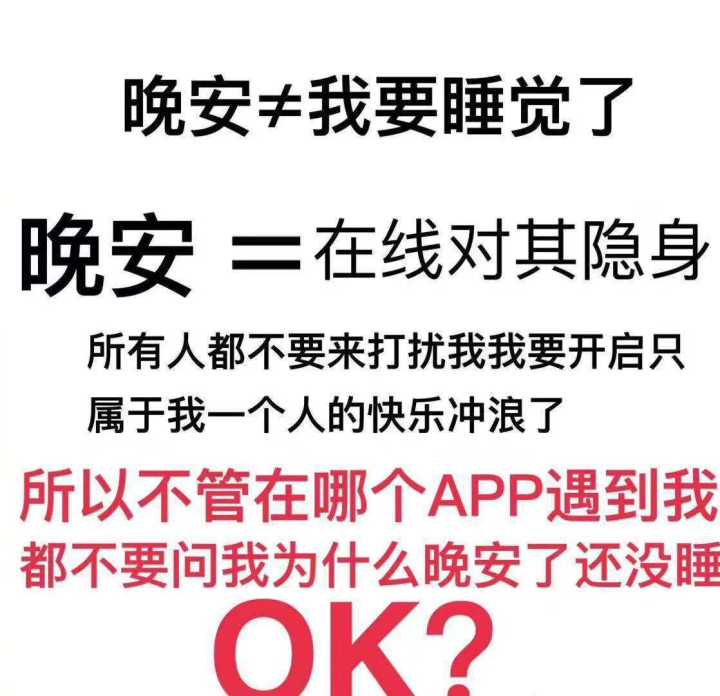 晚安≠我要睡觉了
晚安 =在线对其隐身
所有人都不要来打扰我我要开启只
属于我一个人的快乐冲浪了
所以不管在哪个APP遇到我
都不要问我为什么晚安了还没睡
OK?